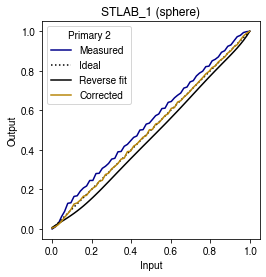 STLAB_1 (sphere)
Primary 2
Measured
Ideal
Reverse fit
Corrected
Output
1.0
0.8
0.6
0.4
0.2
0.0
0.0 0.2 0.4 0.6 0.8 1.0
Input